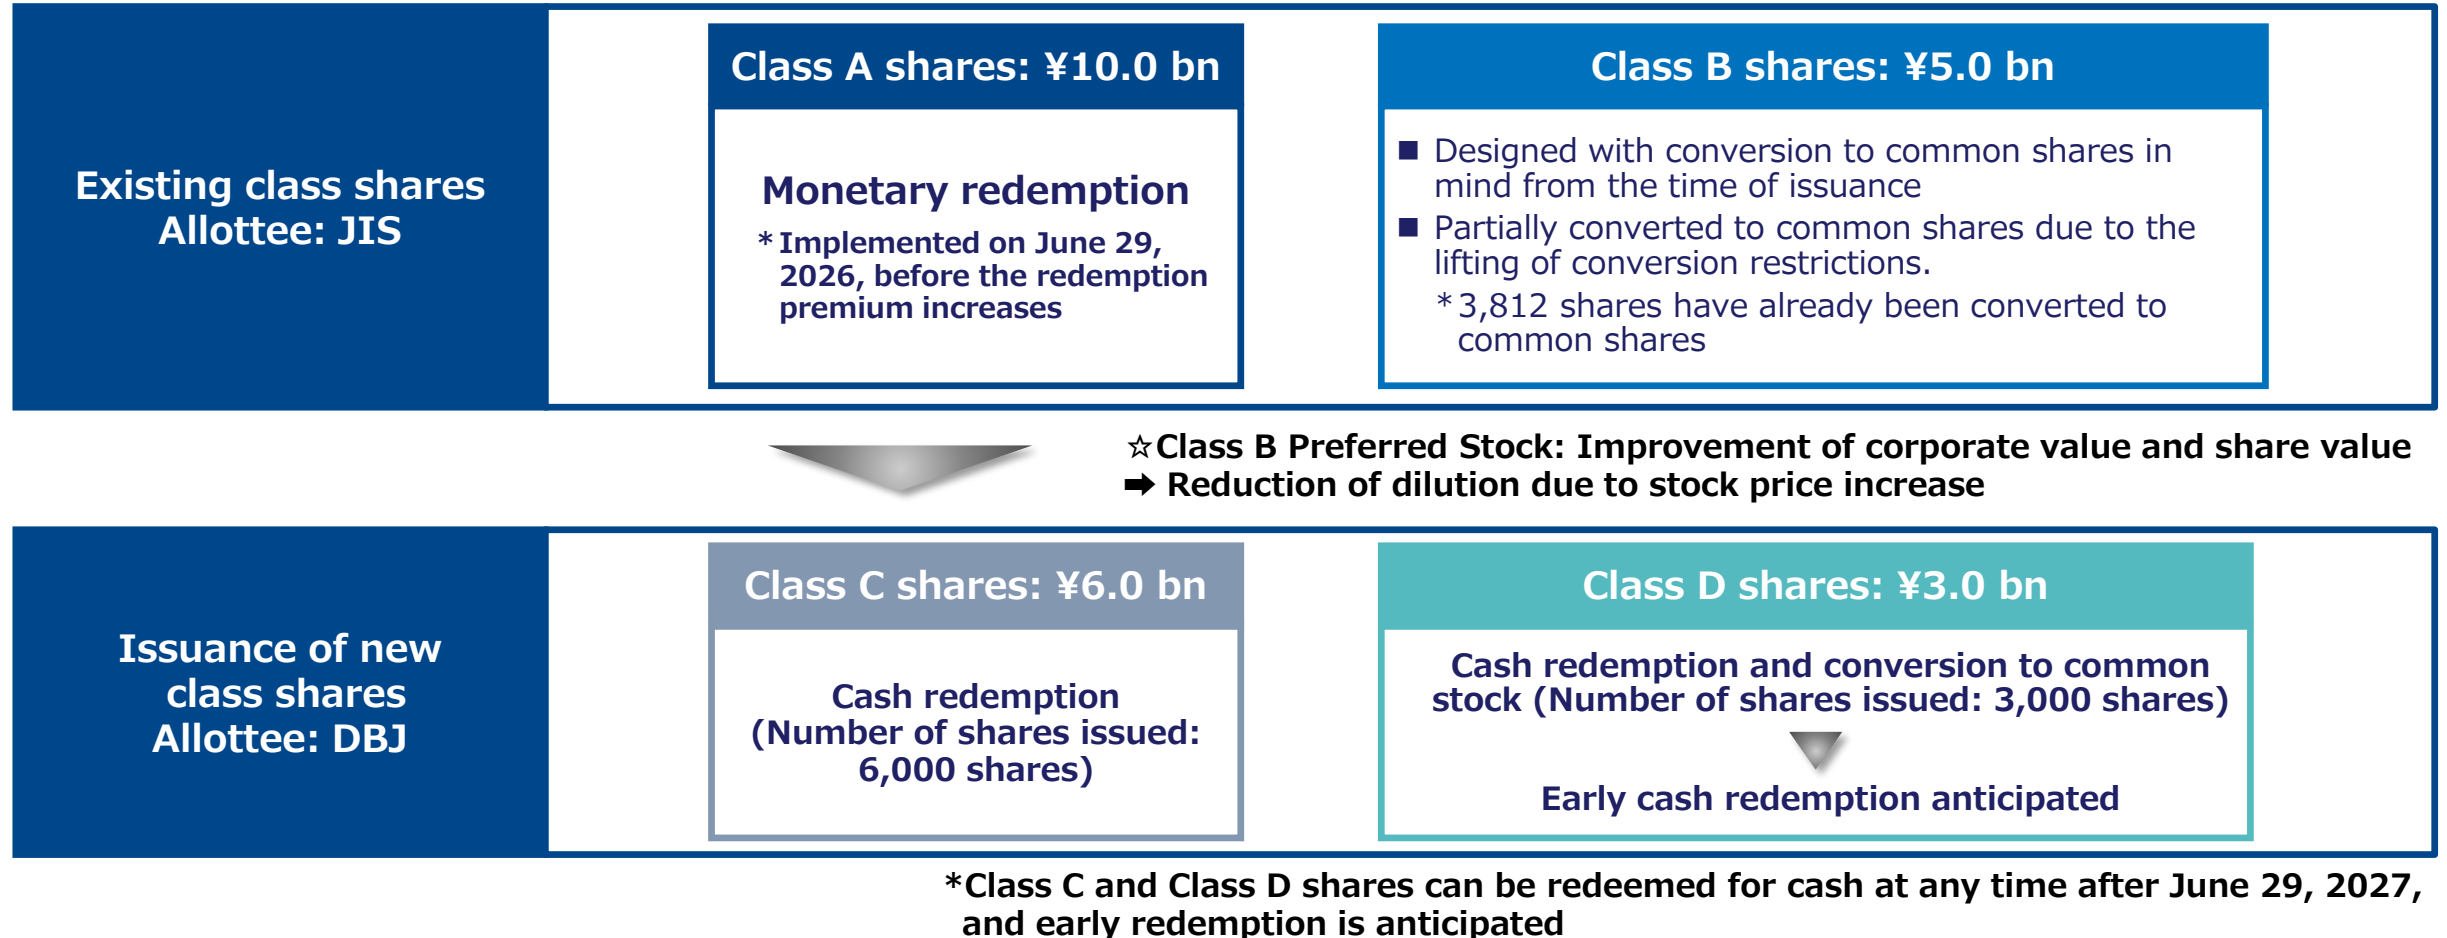 Existing class shares
Allottee: JIS
Class A shares: ¥10.0 bn
Monetary redemption
* Implemented on June 29,
2026, before the redemption
premium increases
Class B shares: ¥5.0 bn
■ Designed with conversion to common shares in
mind from the time of issuance
■ Partially converted to common shares due to the
lifting of conversion restrictions.
* 3,812 shares have already been converted to
common shares
☆Class B Preferred Stock: Improvement of corporate value and share value
➡ Reduction of dilution due to stock price increase
Issuance of new
class shares
Allottee: DBJ
Class C shares: ¥6.0 bn
Cash redemption
(Number of shares issued:
6,000 shares)
Class D shares: ¥3.0 bn
Cash redemption and conversion to common
stock (Number of shares issued: 3,000 shares)
Early cash redemption anticipated
*Class C and Class D shares can be redeemed for cash at any time after June 29, 2027,
and early redemption is anticipated